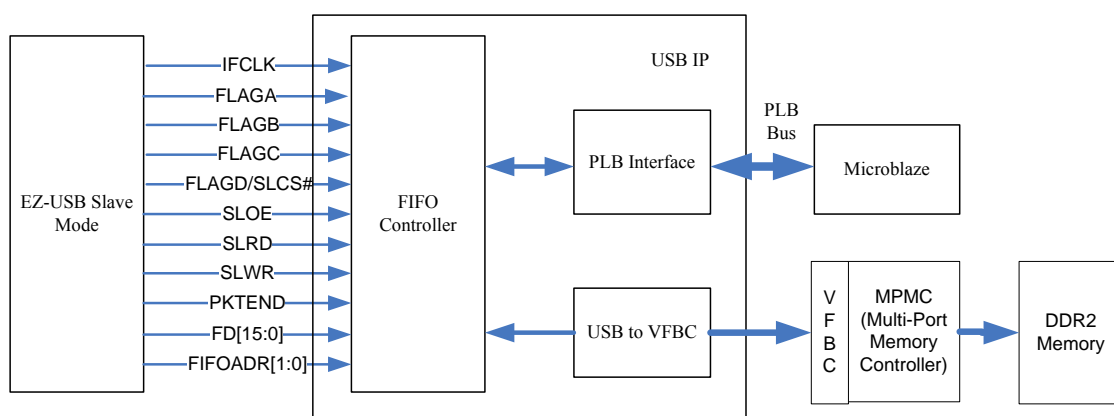 EZ-USB Slave
Mode
IFCLK
FLAGA
FLAGB
FLAGC
FLAGD/SLCS#
SLOE
SLRD
SLWR
PKTEND
FD[15:0]
FIFOADR[1:0]
FIFO
Controller
USB IP
PLB Interface
USB to VFBC
PLB
Bus
Microblaze
V
F
B
C
MPMC
(Multi-Port
Memory
Controller)
DDR2
Memory